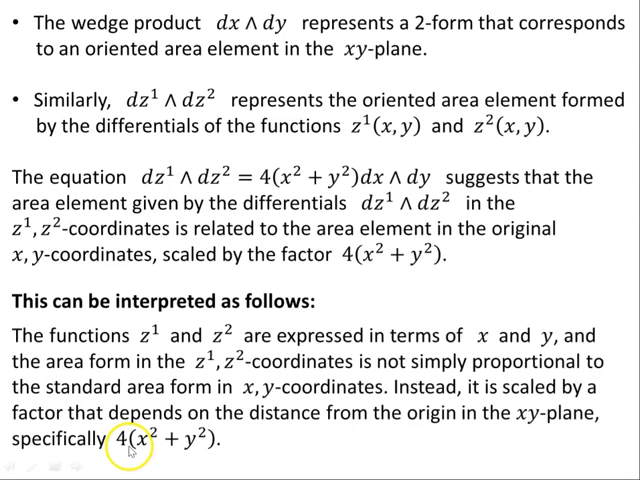 • The wedge product dx ∧ dy represents a 2-form that corresponds
to an oriented area element in the xy-plane.
• Similarly, dz¹ ∧ dz² represents the oriented area element formed
by the differentials of the functions z¹(x, y) and z²(x, y).
The equation dz¹ ∧ dz² = 4(x² + y²)dx ∧ dy suggests that the
area element given by the differentials dz¹ ∧ dz² in the
z¹, z²-coordinates is related to the area element in the original
x, y-coordinates, scaled by the factor 4(x² + y²).
This can be interpreted as follows:
The functions z¹ and z² are expressed in terms of x and y, and
the area form in the z¹, z²-coordinates is not simply proportional to
the standard area form in x, y-coordinates. Instead, it is scaled by a
factor that depends on the distance from the origin in the xy-plane,
specifically 4(x² + y²).